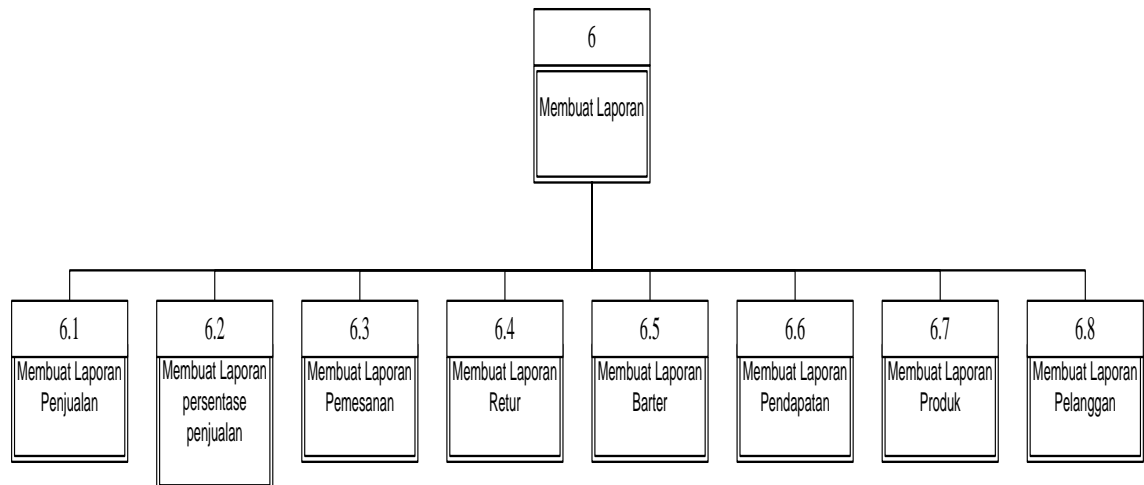 6
Membuat Laporan
6.1
Membuat Laporan
Penjualan
6.2
Membuat Laporan
persentase
penjualan
6.3
Membuat Laporan
Pemesanan
6.4
Membuat Laporan
Retur
6.5
Membuat Laporan
Barter
6.6
Membuat Laporan
Pendapatan
6.7
Membuat Laporan
Produk
6.8
Membuat Laporan
Pelanggan